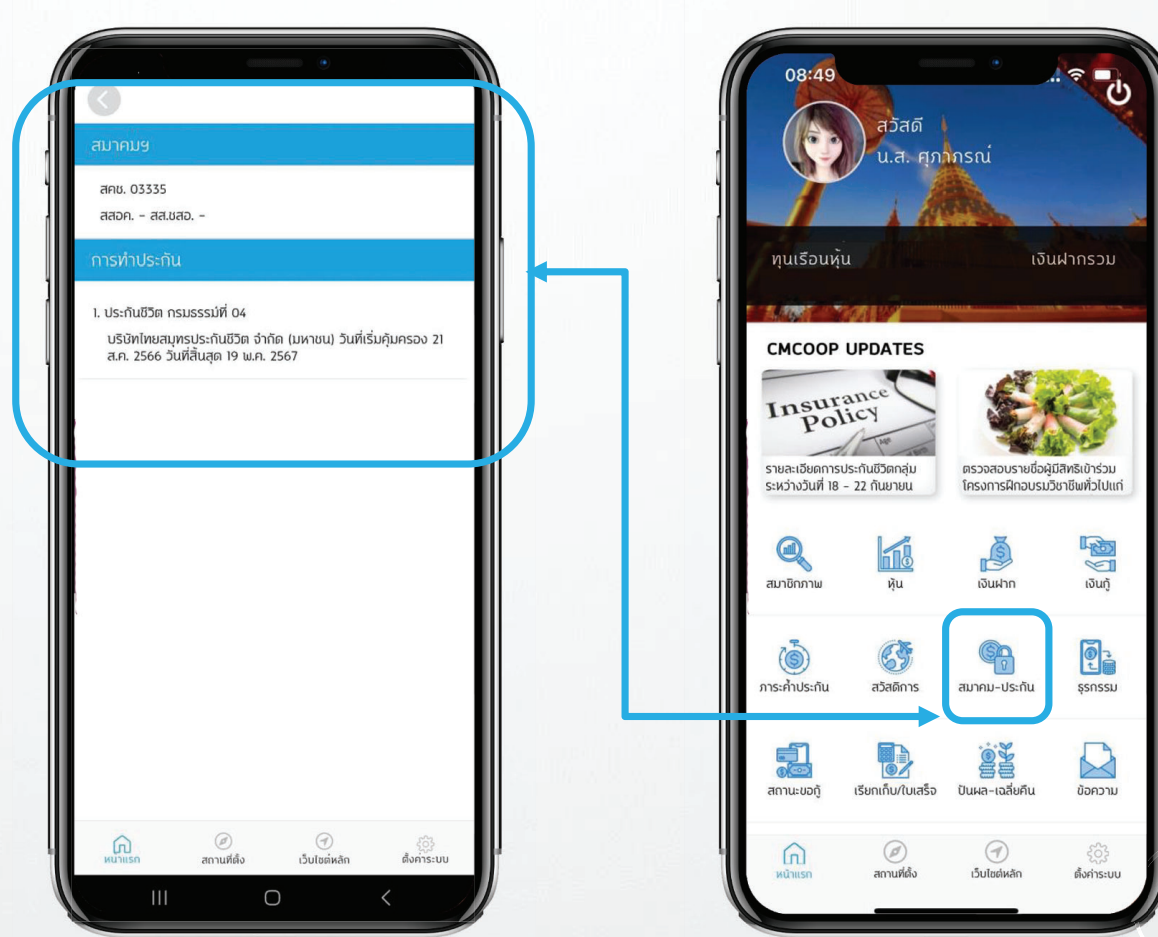 สมาคมฯ
สคช. 03335
สสอค. - สส.ชสอ. -
การทำประกัน
1. ประกันชีวิต กรมธรรม์ที่ 04
บริษัทไทยสมุทรประกันชีวิต จำกัด (มหาชน) วันที่เริ่มคุ้มครอง 21
ส.ค. 2566 วันที่สิ้นสุด 19 พ.ค. 2567
หน้าแรก สถานที่ตั้ง เว็บไซต์หลัก ตั้งค่าระบบ
08:49
สวัสดี
น.ส. ศุภาภรณ์
ทุนเรือนหุ้น เงินฝากรวม
CMCOOP UPDATES
Insurance
Policy
รายละเอียดการประกันชีวิตกลุ่ม
ระหว่างวันที่ 18 - 22 กันยายน
ตรวจสอบรายชื่อผู้มีสิทธิเข้าร่วม
โครงการฝึกอบรมวิชาชีพทั่วไปแก่
สมาชิกภาพ หุ้น เงินฝาก เงินกู้
ภาระค้ำประกัน สวัสดิการ สมาคม-ประกัน ธุรกรรม
สถานะขอกู้ เรียกเก็บ/ใบเสร็จ ปันผล-เฉลี่ยคืน ข้อความ
หน้าแรก สถานที่ตั้ง เว็บไซต์หลัก ตั้งค่าระบบ